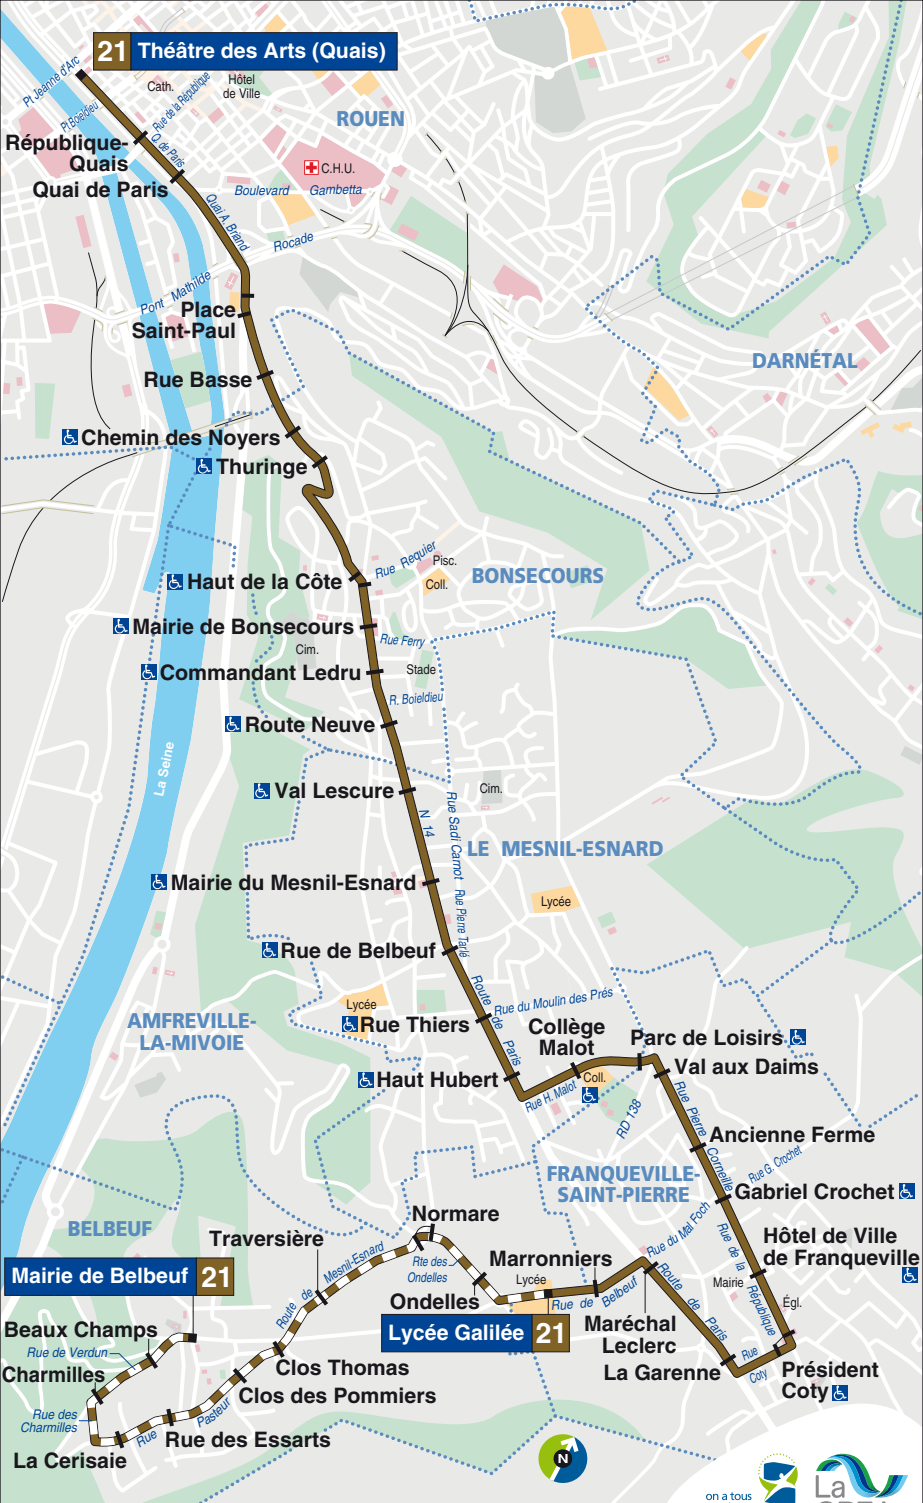 21 Théâtre des Arts (Quais)
Pt Jeanne d'Arc
Cath.
Hôtel
de Ville
Pt Boieldieu
Rue de la République
ROUEN
République-
Quais
Q. de Paris
C.H.U.
Quai de Paris
Boulevard Gambetta
Quai A. Briand
Rocade
Pont Mathilde
Place
Saint-Paul
DARNÉTAL
Rue Basse
Chemin des Noyers
Thuringe
Rue Requier
Pisc.
Coll.
BONSECOURS
Haut de la Côte
Mairie de Bonsecours
Rue Ferry
Cim.
Commandant Ledru
Stade
R. Boieldieu
Route Neuve
La Seine
Val Lescure
Cim.
N 14
Rue Sadi Carnot
LE MESNIL-ESNARD
Mairie du Mesnil-Esnard
Rue Pierre Tarlé
Lycée
Rue de Belbeuf
Route de Paris
Rue du Moulin des Prés
Lycée
AMFREVILLE-
LA-MIVOIE
Rue Thiers
Collège
Malot
Parc de Loisirs
Val aux Daims
Haut Hubert
Coll.
Rue H. Malot
RD 138
Rue Pierre Corneille
Ancienne Ferme
Rue G. Crochet
FRANQUEVILLE-
SAINT-PIERRE
Gabriel Crochet
BELBEUF
Normare
Rue du Mal Foch
Traversière
Hôtel de Ville
de Franqueville
Rue de la République
Mesnil-Esnard
Route de
Rte des
Ondelles
Marronniers
Mairie de Belbeuf 21
Lycée
Mairie
Ondelles
Rue de Belbeuf
Route de Paris
Égl.
Beaux Champs
Lycée Galilée 21
Maréchal
Leclerc
Rue de Verdun
Charmilles
Clos Thomas
La Garenne
Rue Coty
Président
Coty
Clos des Pommiers
Rue des
Charmilles
Rue Pasteur
Rue des Essarts
La Cerisaie
N
La
on a tous